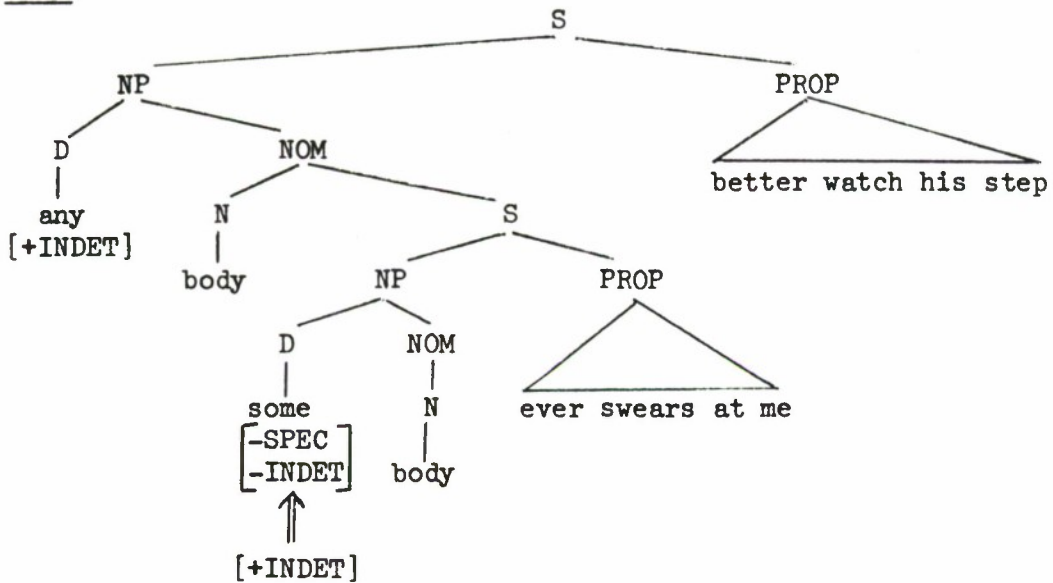 S
NP PROP
D NOM
better watch his step
any N S
[+INDET]
body NP PROP
D NOM
some N ever swears at me
[-SPEC
-INDET] body
[+INDET]